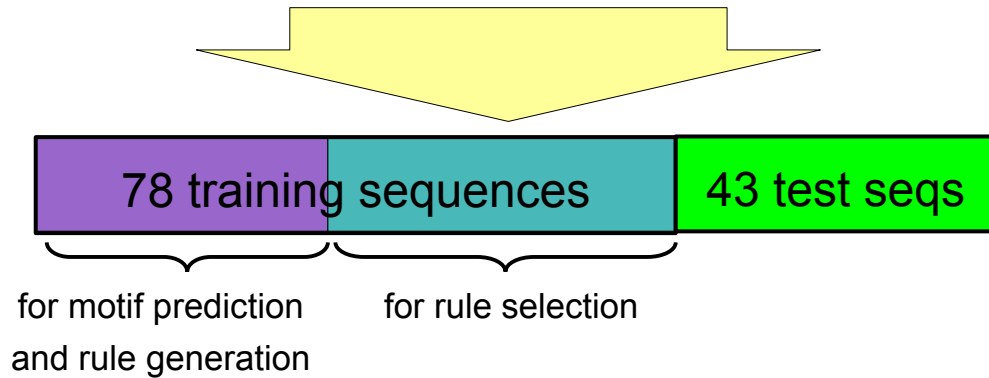 78 training sequences
43 test seqs
for motif prediction
and rule generation
for rule selection